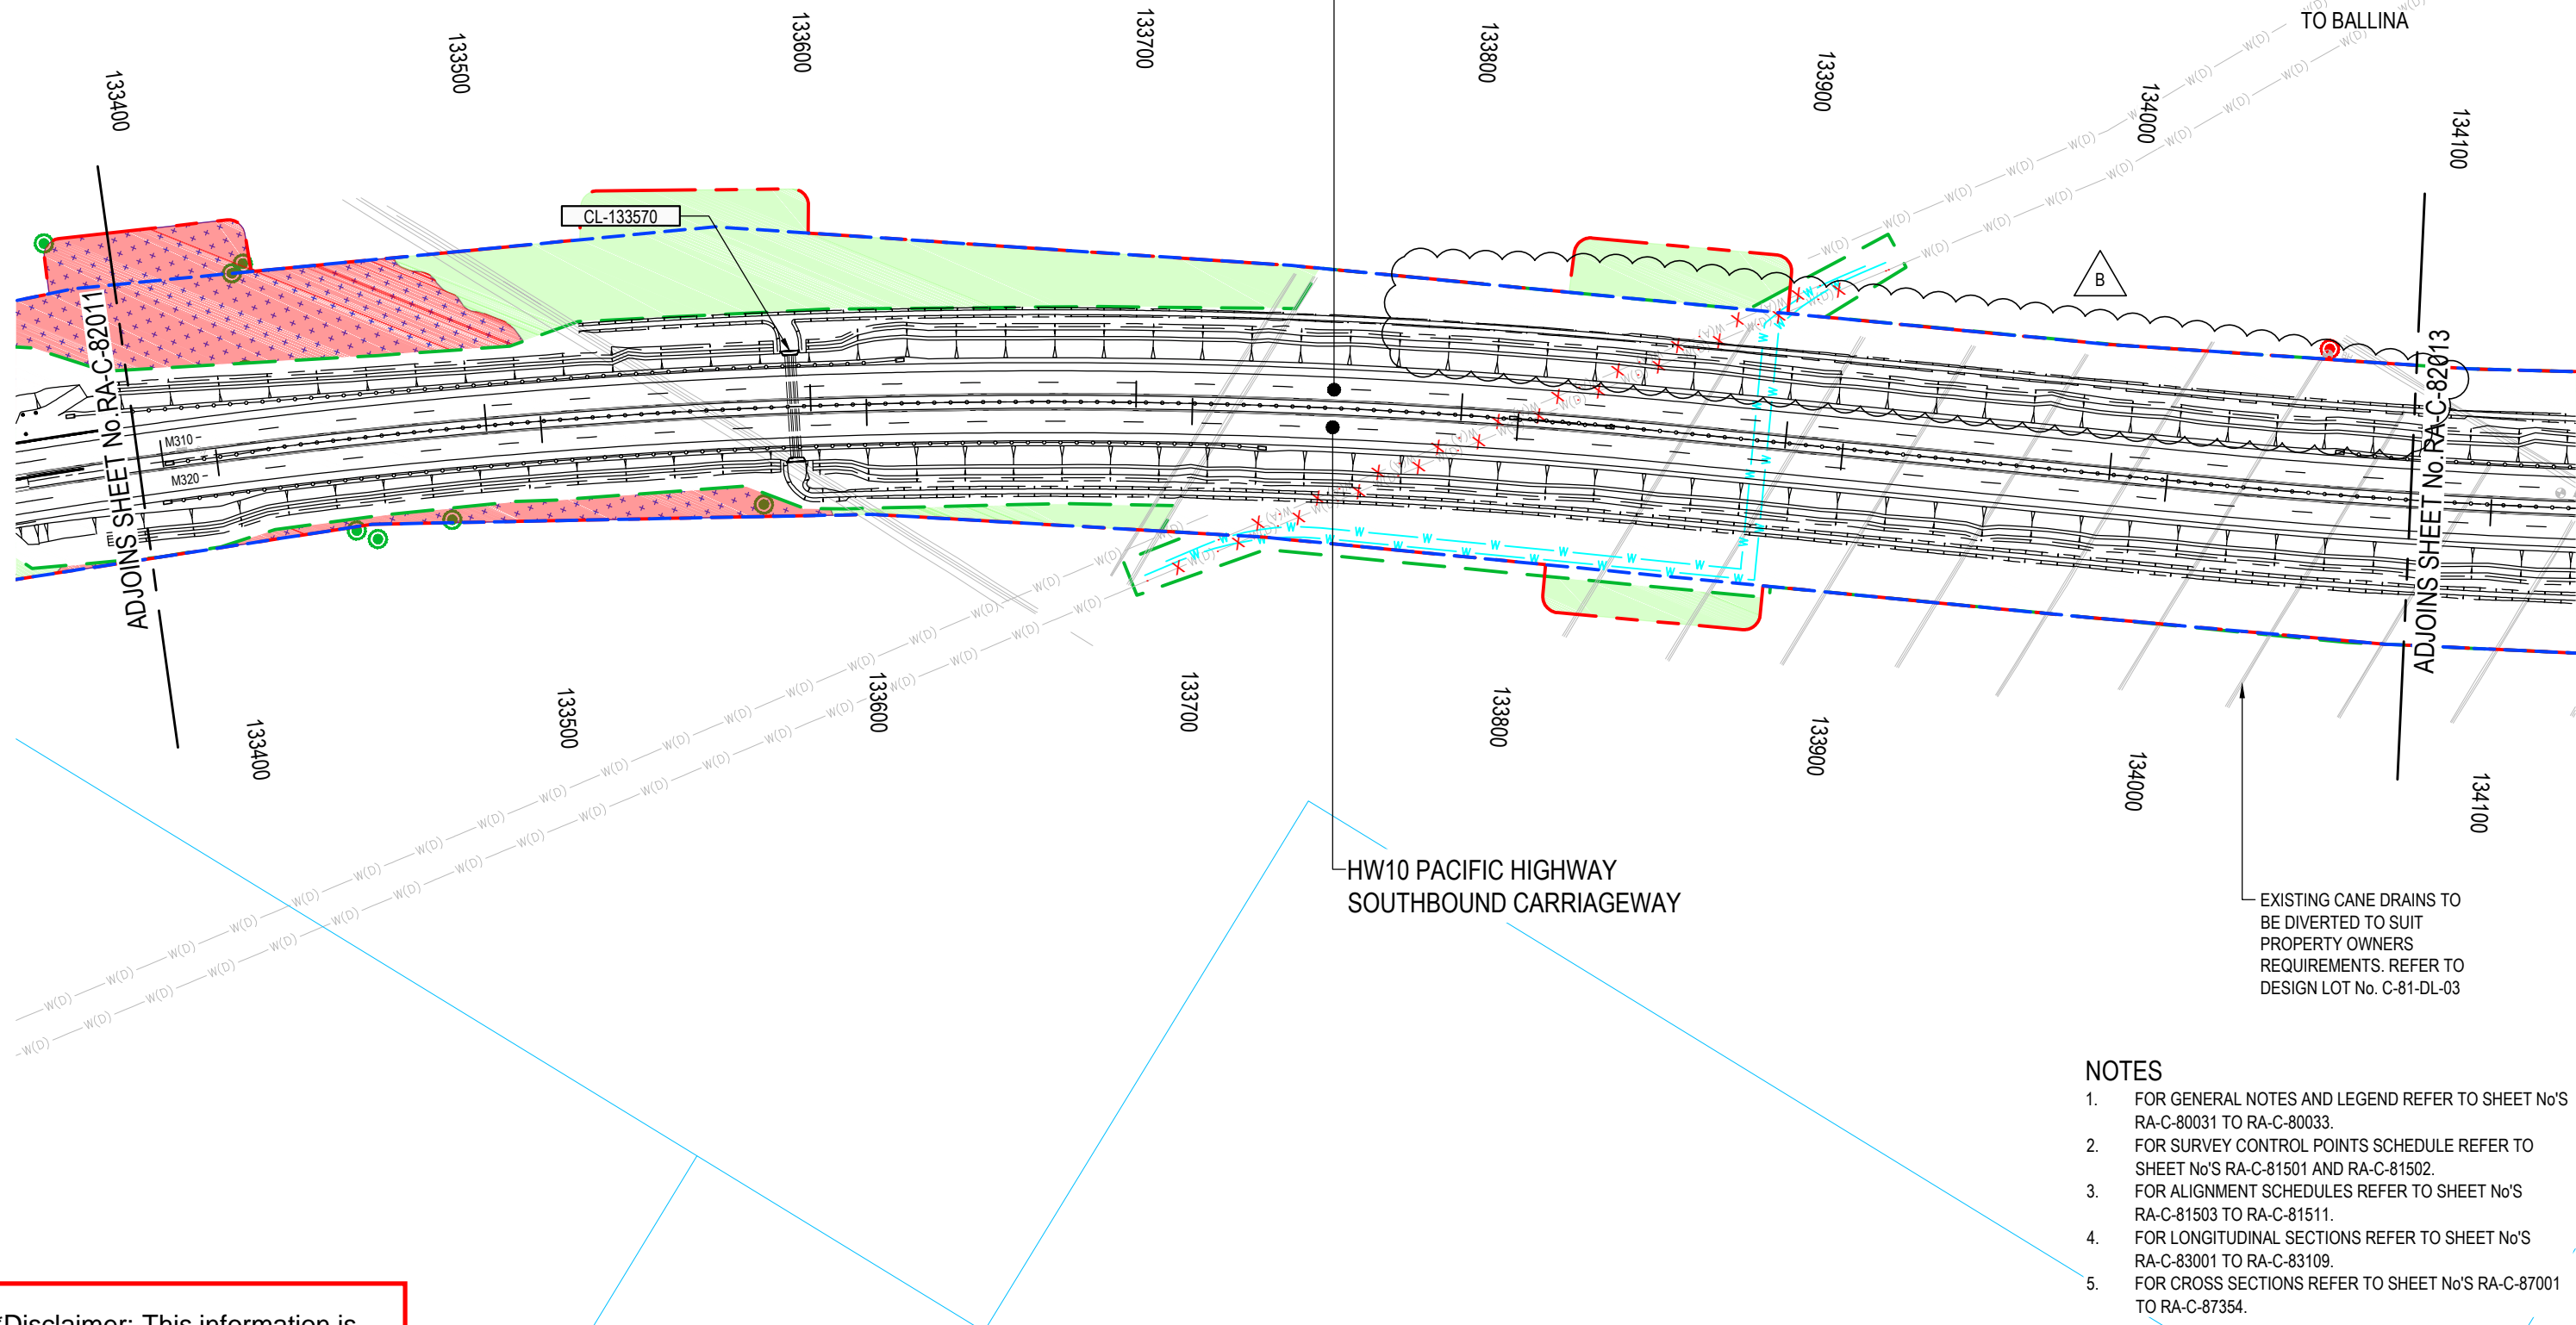 TO BALLINA
133400
133500
133600
133700
133800
133900
134000
134100
CL-133570
B
ADJOINS SHEET No.RA-C-82011
ADJOINS SHEET No.RA-C-82013
M310
M320
W(D)
W(A)
W
133400
133500
133600
133700
133800
133900
134000
134100
HW10 PACIFIC HIGHWAY
SOUTHBOUND CARRIAGEWAY
EXISTING CANE DRAINS TO
BE DIVERTED TO SUIT
PROPERTY OWNERS
REQUIREMENTS. REFER TO
DESIGN LOT No. C-81-DL-03
NOTES
1. FOR GENERAL NOTES AND LEGEND REFER TO SHEET No'S
RA-C-80031 TO RA-C-80033.
2. FOR SURVEY CONTROL POINTS SCHEDULE REFER TO
SHEET No'S RA-C-81501 AND RA-C-81502.
3. FOR ALIGNMENT SCHEDULES REFER TO SHEET No'S
RA-C-81503 TO RA-C-81511.
4. FOR LONGITUDINAL SECTIONS REFER TO SHEET No'S
RA-C-83001 TO RA-C-83109.
5. FOR CROSS SECTIONS REFER TO SHEET No'S RA-C-87001
TO RA-C-87354.
*Disclaimer: This information is